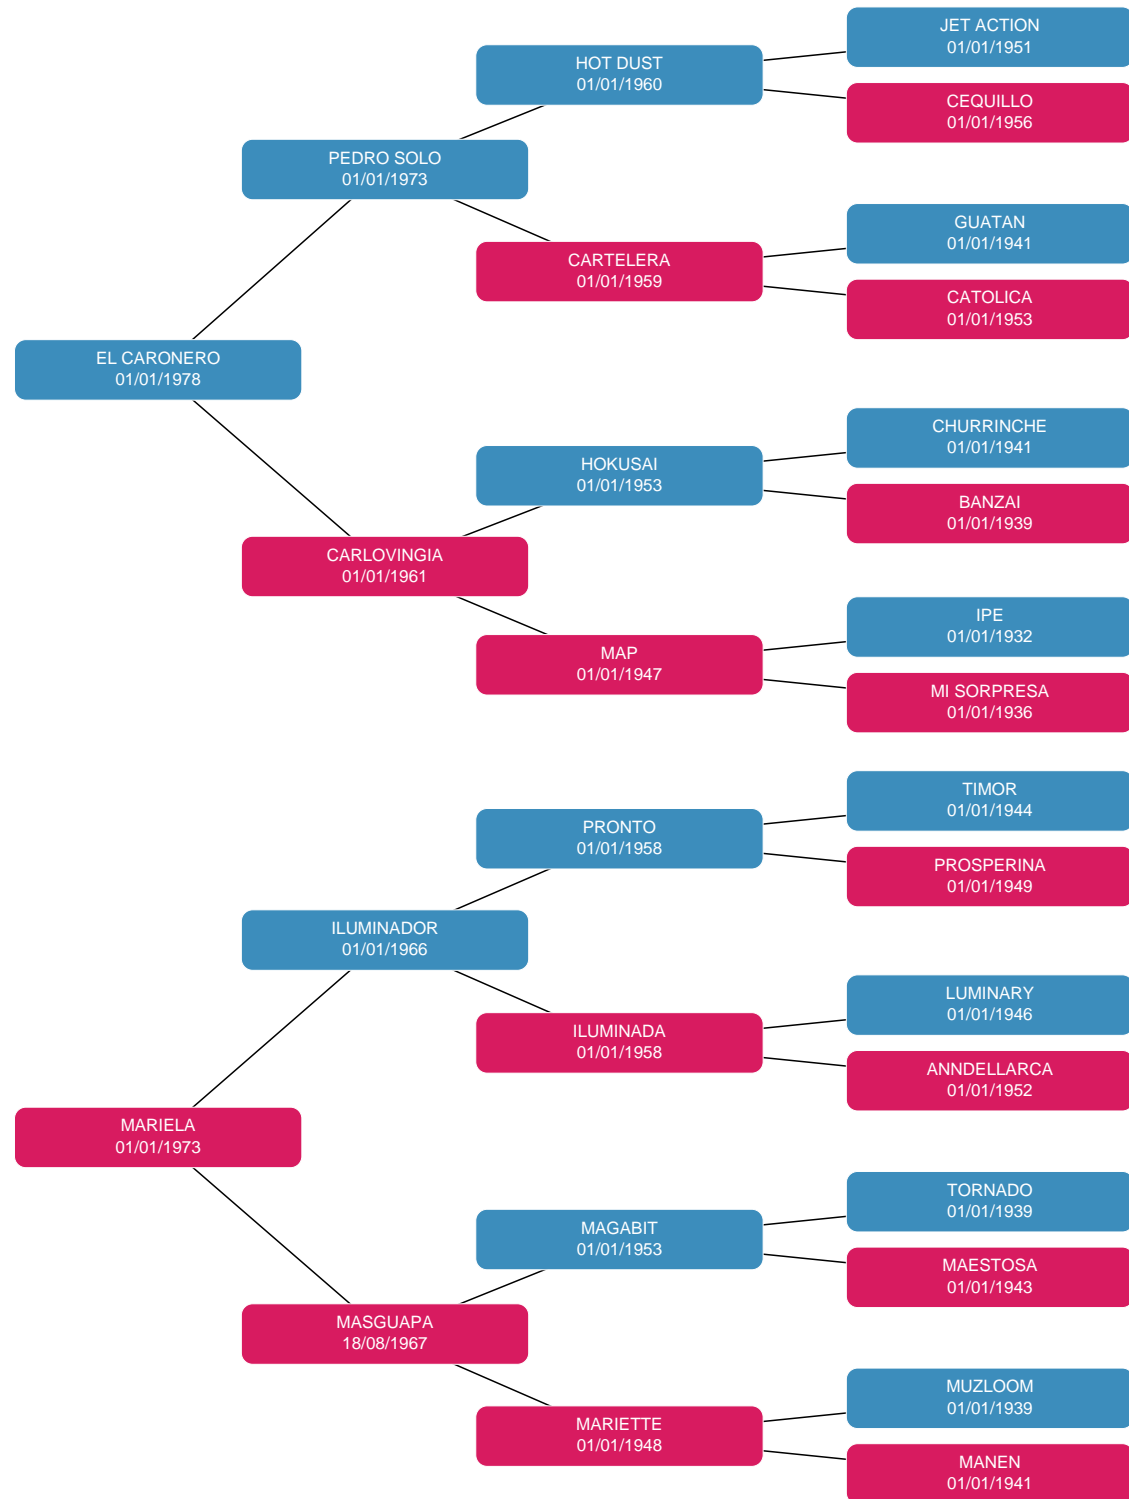 JET ACTION
01/01/1951
HOT DUST
01/01/1960
CEQUILLO
01/01/1956
PEDRO SOLO
01/01/1973
GUATAN
01/01/1941
CARTELERA
01/01/1959
CATOLICA
01/01/1953
EL CARONERO
01/01/1978
CHURRINCHE
01/01/1941
HOKUSAI
01/01/1953
BANZAI
01/01/1939
CARLOVINGIA
01/01/1961
IPE
01/01/1932
MAP
01/01/1947
MI SORPRESA
01/01/1936
TIMOR
01/01/1944
PRONTO
01/01/1958
PROSPERINA
01/01/1949
ILUMINADOR
01/01/1966
LUMINARY
01/01/1946
ILUMINADA
01/01/1958
ANNDELLARCA
01/01/1952
MARIELA
01/01/1973
TORNADO
01/01/1939
MAGABIT
01/01/1953
MAESTOSA
01/01/1943
MASGUAPA
18/08/1967
MUZLOOM
01/01/1939
MARIETTE
01/01/1948
MANEN
01/01/1941